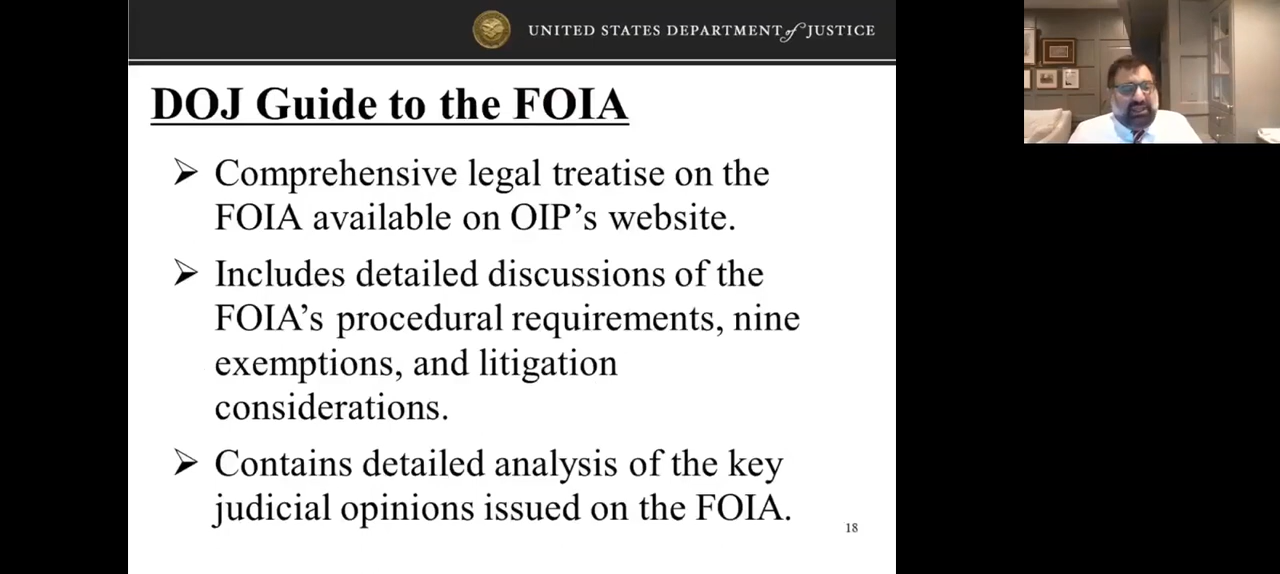 UNITED STATES DEPARTMENT of JUSTICE
DOJ Guide to the FOIA
➢ Comprehensive legal treatise on the
FOIA available on OIP’s website.
➢ Includes detailed discussions of the
FOIA’s procedural requirements, nine
exemptions, and litigation
considerations.
➢ Contains detailed analysis of the key
judicial opinions issued on the FOIA.
18